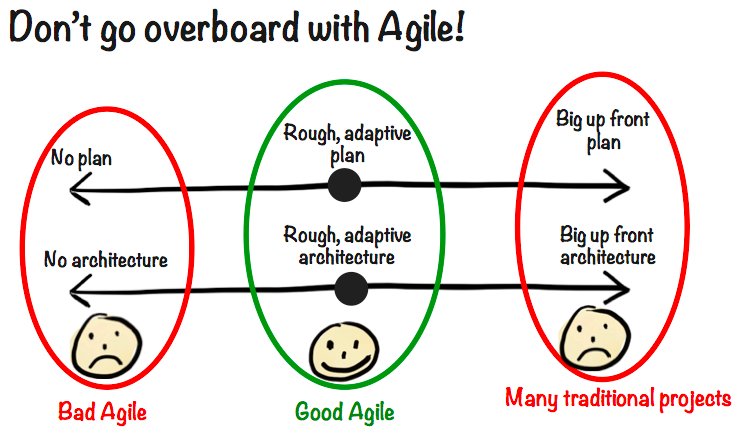 Don't go overboard with Agile!
No plan
Rough, adaptive
plan
Big up front
plan
No architecture
Rough, adaptive
architecture
Big up front
architecture
Bad Agile
Good Agile
Many traditional projects